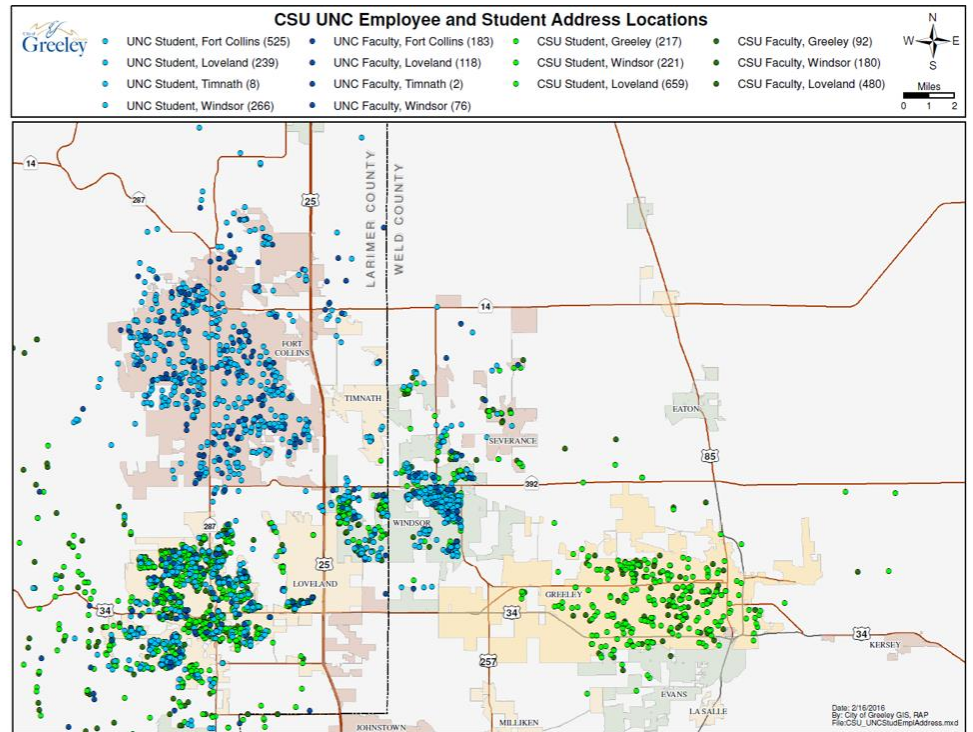 CSU UNC Employee and Student Address Locations
City of
Greeley
UNC Student, Fort Collins (525)
UNC Student, Loveland (239)
UNC Student, Timnath (8)
UNC Student, Windsor (266)
UNC Faculty, Fort Collins (183)
UNC Faculty, Loveland (118)
UNC Faculty, Timnath (2)
UNC Faculty, Windsor (76)
CSU Student, Greeley (217)
CSU Student, Windsor (221)
CSU Student, Loveland (659)
CSU Faculty, Greeley (92)
CSU Faculty, Windsor (180)
CSU Faculty, Loveland (480)
N
W E
S
Miles
0 1 2
14
287
25
LARIMER COUNTY
WELD COUNTY
14
FORT
COLLINS
TIMNATH
EATON
SEVERANCE
85
392
WINDSOR
287
25
LOVELAND
GREELEY
34
34
34
KERSEY
257
EVANS
LA SALLE
MILLIKEN
JOHNSTOWN
Date: 2/16/2016
By: City of Greeley GIS, RAP
File:CSU_UNCStudEmplAddress.mxd